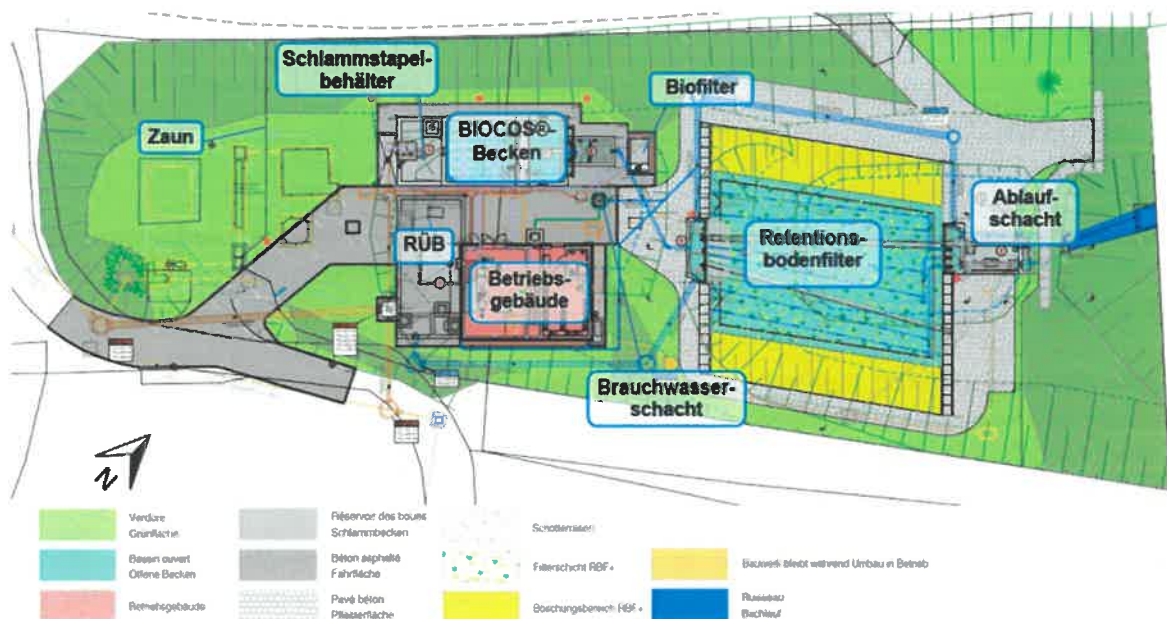 Schlammstapel-
behälter
Zaun
BIOCOS®-
Becken
Biofilter
RÜB
Betriebs-
gebäude
Retentions-
bodenfilter
Ablauf-
schacht
Brauchwasser-
schacht
N
Verdure
Grünfläche
Bassin ouvert
Offene Becken
Betriebsgebäude
Réservoir des boues
Schlammbecken
Béton asphalté
Fahrfläche
Pavé béton
Pflasterfläche
Schotterrasen
Filterschicht RBF+
Böschungsbereich RBF+
Bauwerk bleibt während Umbau in Betrieb
Ruisseau
Bachlauf